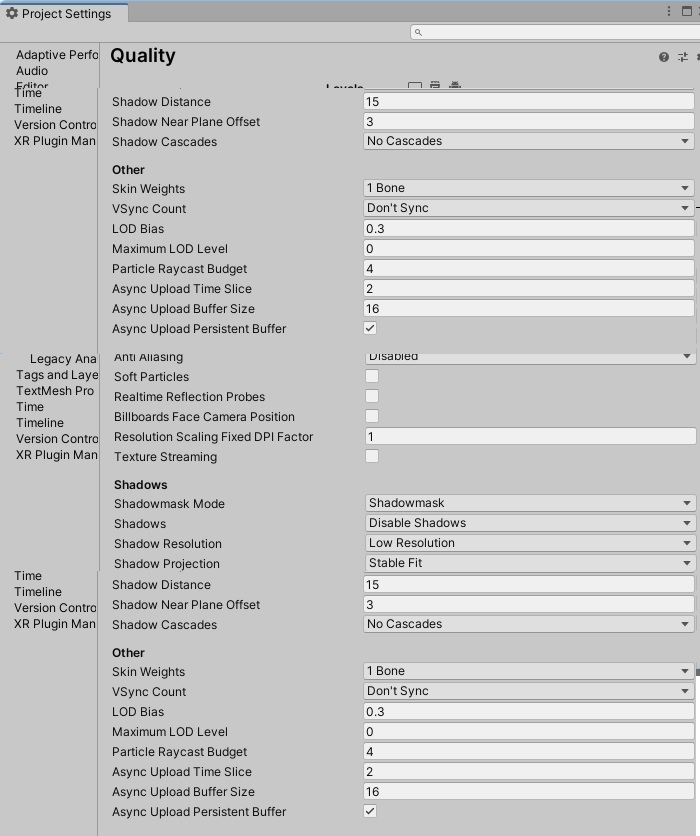 Project Settings
Adaptive Perfo
Quality
Audio
Editor
Levels
Time
Shadow Distance 15
Timeline
Version Contro Shadow Near Plane Offset 3
XR Plugin Man Shadow Cascades No Cascades
Other
Skin Weights 1 Bone
VSync Count Don't Sync
LOD Bias 0.3
Maximum LOD Level 0
Particle Raycast Budget 4
Async Upload Time Slice 2
Async Upload Buffer Size 16
Async Upload Persistent Buffer
Legacy Ana Anti Aliasing Disabled
Tags and Laye Soft Particles
TextMesh Pro Realtime Reflection Probes
Time
Timeline Billboards Face Camera Position
Version Contro Resolution Scaling Fixed DPI Factor 1
XR Plugin Man Texture Streaming
Shadows
Shadowmask Mode Shadowmask
Shadows Disable Shadows
Shadow Resolution Low Resolution
Shadow Projection Stable Fit
Time
Timeline Shadow Distance 15
Version Contro Shadow Near Plane Offset 3
XR Plugin Man Shadow Cascades No Cascades
Other
Skin Weights 1 Bone
VSync Count Don't Sync
LOD Bias 0.3
Maximum LOD Level 0
Particle Raycast Budget 4
Async Upload Time Slice 2
Async Upload Buffer Size 16
Async Upload Persistent Buffer